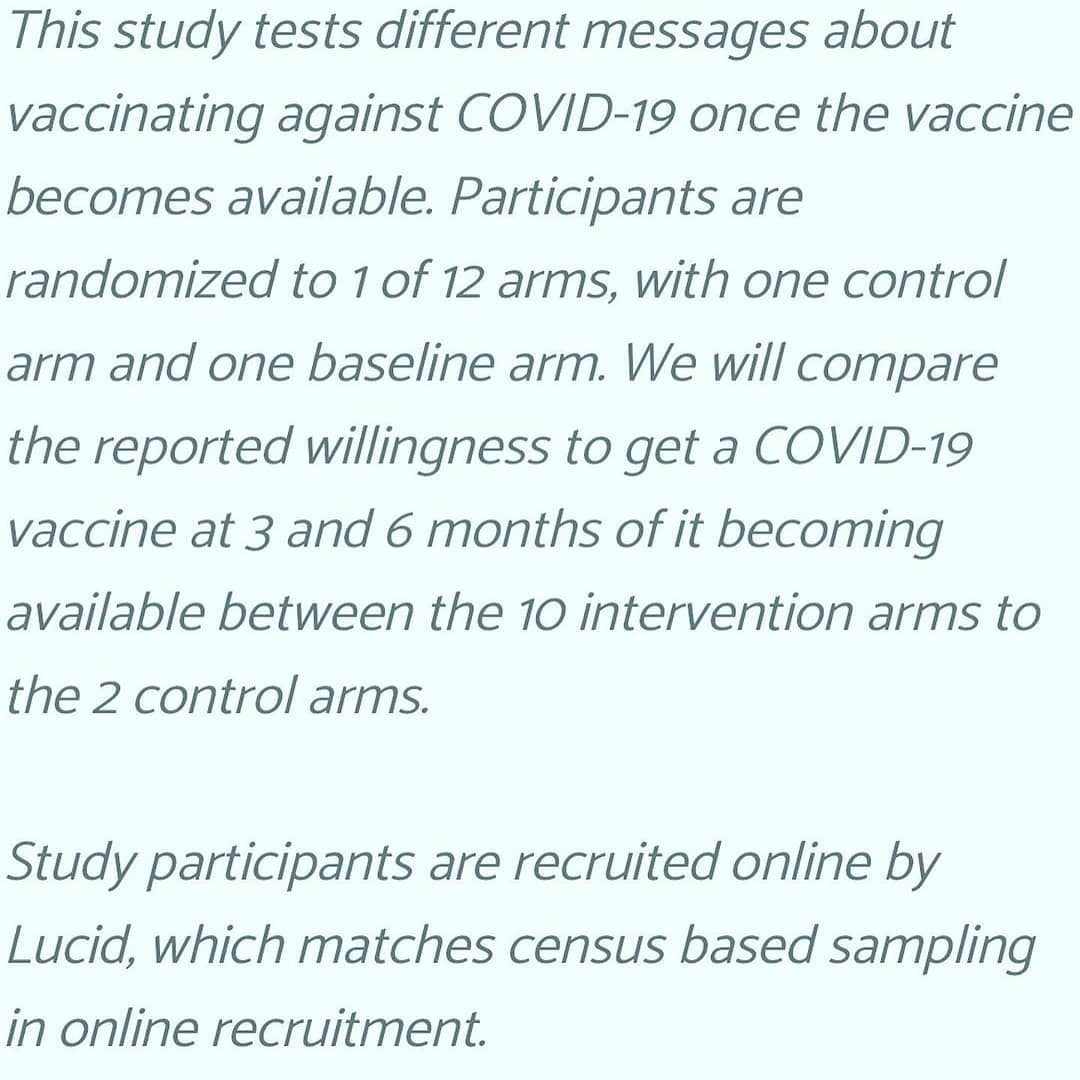 This study tests different messages about
vaccinating against COVID-19 once the vaccine
becomes available. Participants are
randomized to 1 of 12 arms, with one control
arm and one baseline arm. We will compare
the reported willingness to get a COVID-19
vaccine at 3 and 6 months of it becoming
available between the 10 intervention arms to
the 2 control arms.
Study participants are recruited online by
Lucid, which matches census based sampling
in online recruitment.